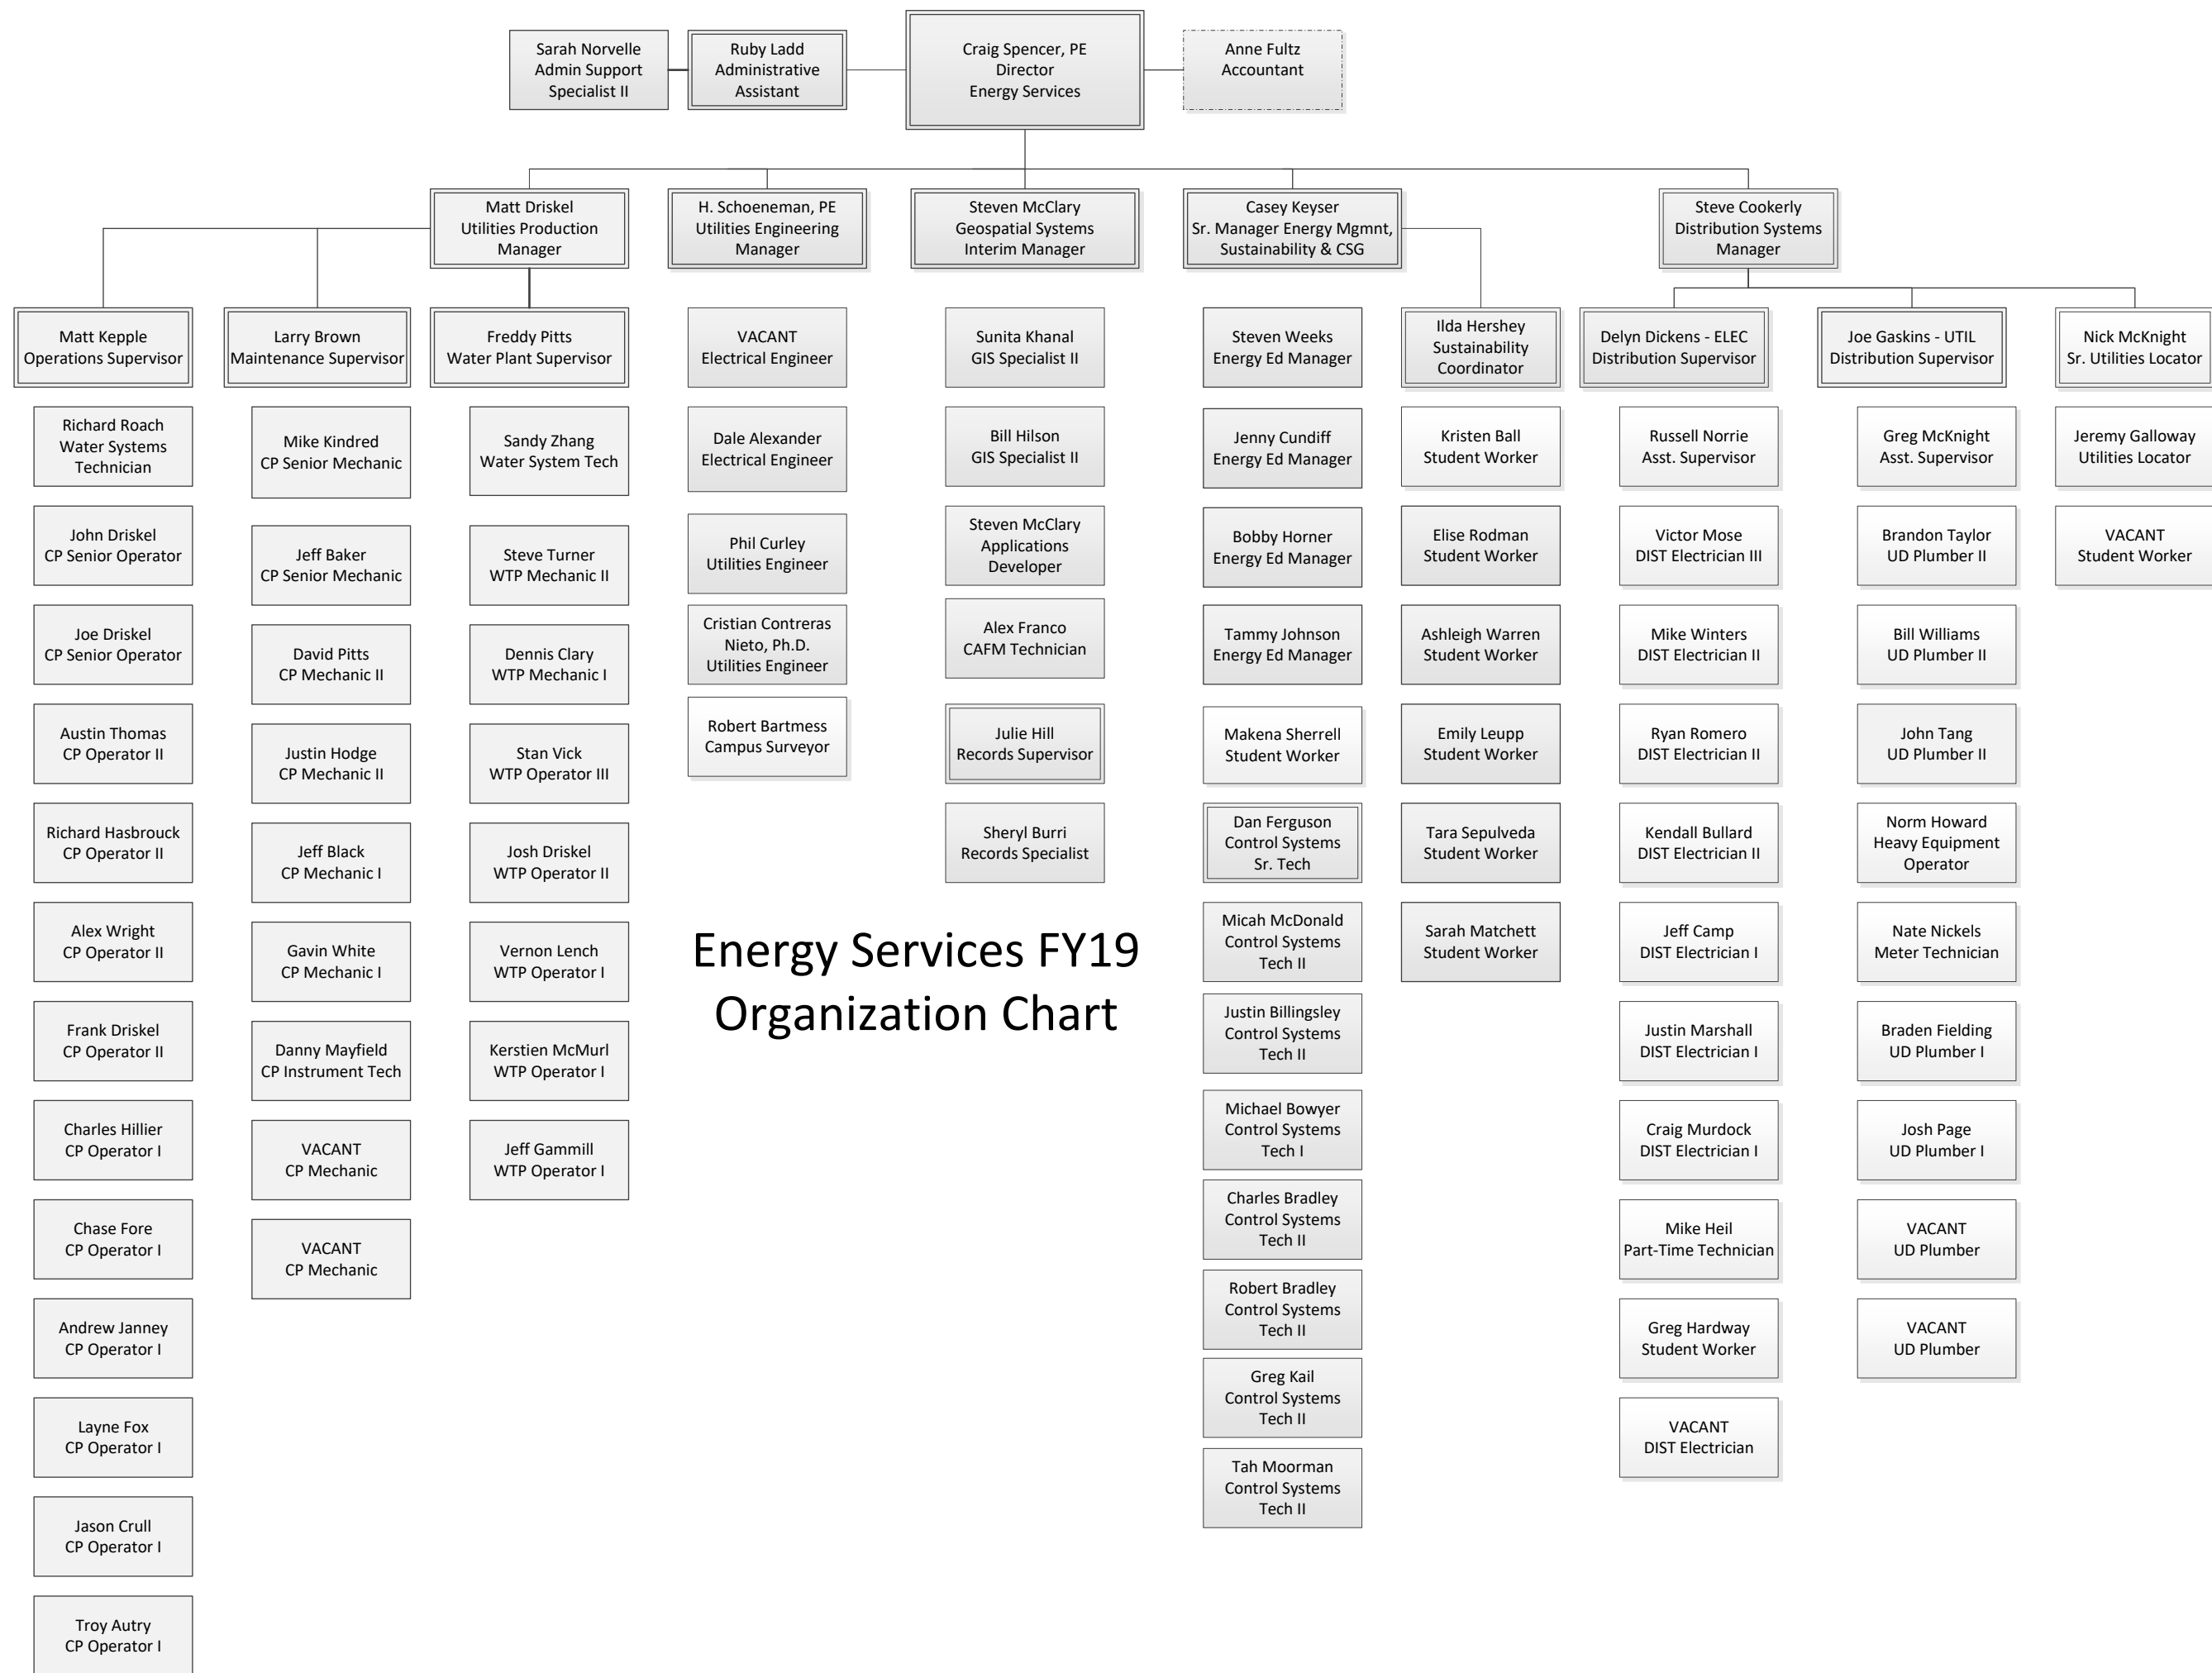 Sarah Norvelle
Admin Support
Specialist II
Ruby Ladd
Administrative
Assistant
Craig Spencer, PE
Director
Energy Services
Anne Fultz
Accountant
Matt Driskel
Utilities Production
Manager
H. Schoeneman, PE
Utilities Engineering
Manager
Steven McClary
Geospatial Systems
Interim Manager
Casey Keyser
Sr. Manager Energy Mgmnt,
Sustainability & CSG
Steve Cookerly
Distribution Systems
Manager
Matt Kepple
Operations Supervisor
Richard Roach
Water Systems
Technician
John Driskel
CP Senior Operator
Joe Driskel
CP Senior Operator
Austin Thomas
CP Operator II
Richard Hasbrouck
CP Operator II
Alex Wright
CP Operator II
Frank Driskel
CP Operator II
Charles Hillier
CP Operator I
Chase Fore
CP Operator I
Andrew Janney
CP Operator I
Layne Fox
CP Operator I
Jason Crull
CP Operator I
Troy Autry
CP Operator I
Larry Brown
Maintenance Supervisor
Mike Kindred
CP Senior Mechanic
Jeff Baker
CP Senior Mechanic
David Pitts
CP Mechanic II
Justin Hodge
CP Mechanic II
Jeff Black
CP Mechanic I
Gavin White
CP Mechanic I
Danny Mayfield
CP Instrument Tech
VACANT
CP Mechanic
VACANT
CP Mechanic
Freddy Pitts
Water Plant Supervisor
Sandy Zhang
Water System Tech
Steve Turner
WTP Mechanic II
Dennis Clary
WTP Mechanic I
Stan Vick
WTP Operator III
Josh Driskel
WTP Operator II
Vernon Lench
WTP Operator I
Kerstien McMurl
WTP Operator I
Jeff Gammill
WTP Operator I
VACANT
Electrical Engineer
Dale Alexander
Electrical Engineer
Phil Curley
Utilities Engineer
Cristian Contreras
Nieto, Ph.D.
Utilities Engineer
Robert Bartmess
Campus Surveyor
Sunita Khanal
GIS Specialist II
Bill Hilson
GIS Specialist II
Steven McClary
Applications
Developer
Alex Franco
CAFM Technician
Julie Hill
Records Supervisor
Sheryl Burri
Records Specialist
Energy Services FY19
Organization Chart
Steven Weeks
Energy Ed Manager
Jenny Cundiff
Energy Ed Manager
Bobby Horner
Energy Ed Manager
Tammy Johnson
Energy Ed Manager
Makena Sherrell
Student Worker
Dan Ferguson
Control Systems
Sr. Tech
Micah McDonald
Control Systems
Tech II
Justin Billingsley
Control Systems
Tech II
Michael Bowyer
Control Systems
Tech I
Charles Bradley
Control Systems
Tech II
Robert Bradley
Control Systems
Tech II
Greg Kail
Control Systems
Tech II
Tah Moorman
Control Systems
Tech II
Ilda Hershey
Sustainability
Coordinator
Kristen Ball
Student Worker
Elise Rodman
Student Worker
Ashleigh Warren
Student Worker
Emily Leupp
Student Worker
Tara Sepulveda
Student Worker
Sarah Matchett
Student Worker
Delyn Dickens - ELEC
Distribution Supervisor
Russell Norrie
Asst. Supervisor
Victor Mose
DIST Electrician III
Mike Winters
DIST Electrician II
Ryan Romero
DIST Electrician II
Kendall Bullard
DIST Electrician II
Jeff Camp
DIST Electrician I
Justin Marshall
DIST Electrician I
Craig Murdock
DIST Electrician I
Mike Heil
Part-Time Technician
Greg Hardway
Student Worker
VACANT
DIST Electrician
Joe Gaskins - UTIL
Distribution Supervisor
Greg McKnight
Asst. Supervisor
Brandon Taylor
UD Plumber II
Bill Williams
UD Plumber II
John Tang
UD Plumber II
Norm Howard
Heavy Equipment
Operator
Nate Nickels
Meter Technician
Braden Fielding
UD Plumber I
Josh Page
UD Plumber I
VACANT
UD Plumber
VACANT
UD Plumber
Nick McKnight
Sr. Utilities Locator
Jeremy Galloway
Utilities Locator
VACANT
Student Worker